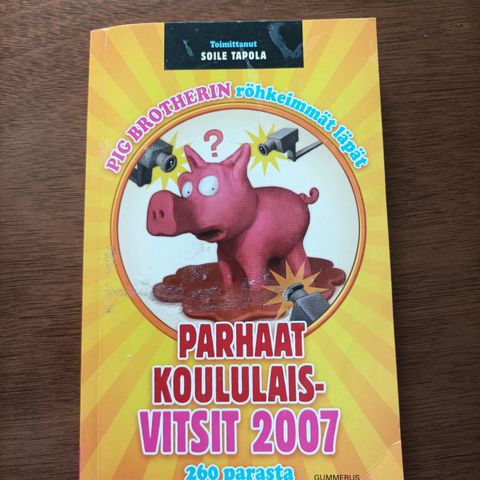 Toimittanut
SOILE TAPOLA
PIG BROTHERIN röhkeimmät läpät
?
PARHAAT
KOULULAIS-
VITSIT 2007
260 parasta
GUMMERUS